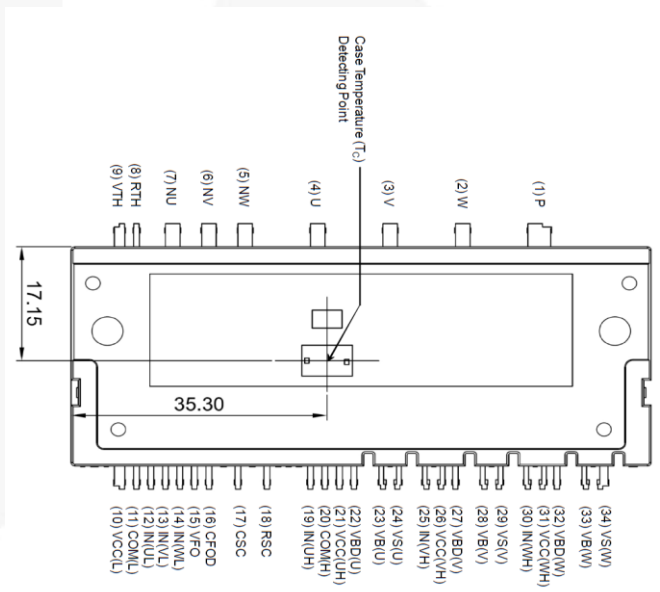 Case Temperature (TC)
Detecting Point
(9) VTH
(8) RTH
(7) NU
(6) NV
(5) NW
(4) U
(3) V
(2) W
(1) P
17.15
35.30
(10) VCC(L)
(11) COM(L)
(12) IN(UL)
(13) IN(VL)
(14) IN(WL)
(15) VFO
(16) CFOD
(17) CSC
(18) RSC
(19) IN(UH)
(20) COM(H)
(21) VCC(UH)
(22) VBD(U)
(23) VB(U)
(24) VS(U)
(25) IN(VH)
(26) VCC(VH)
(27) VBD(V)
(28) VB(V)
(29) VS(V)
(30) IN(WH)
(31) VCC(WH)
(32) VBD(W)
(33) VB(W)
(34) VS(W)